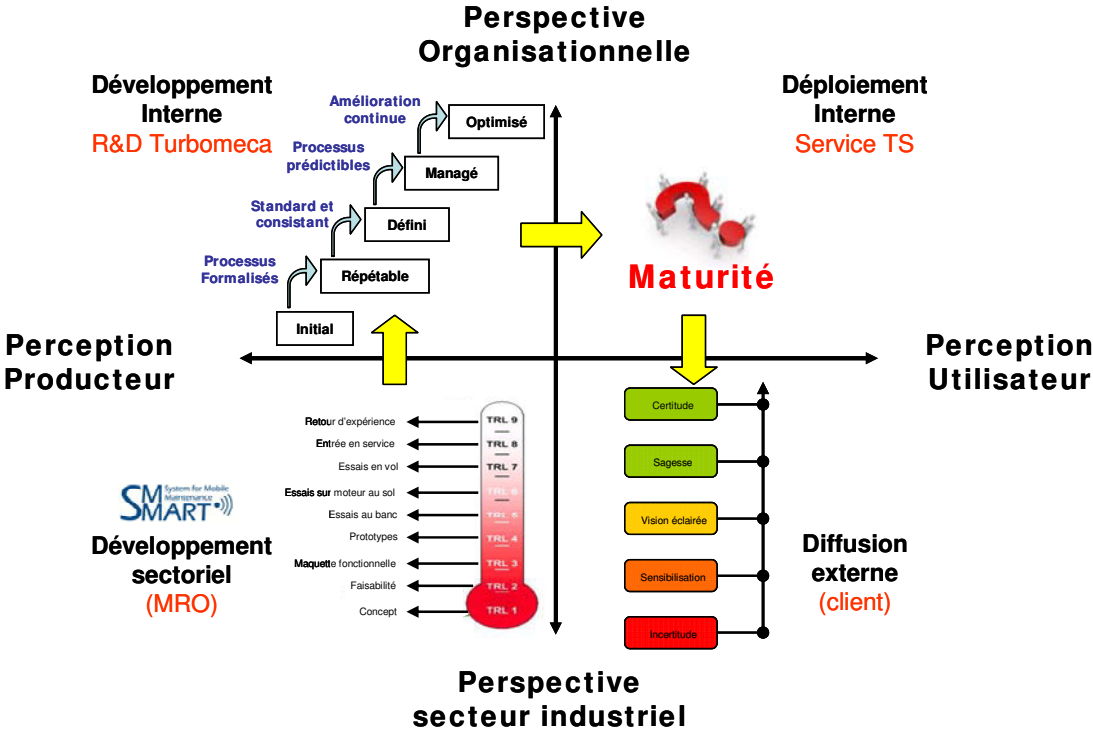 Perspective
Organisationnelle
Développement
Interne
R&D Turbomeca
Déploiement
Interne
Service TS
Amélioration
continue
Optimisé
Processus
prédictibles
Managé
Standard et
consistant
Défini
Processus
Formalisés
Répétable
Initial
Maturité
Perception
Producteur
Perception
Utilisateur
Retour d'expérience
TRL 9
Entrée en service
TRL 8
Essais en vol
TRL 7
Essais sur moteur au sol
TRL 6
Essais au banc
TRL 5
Prototypes
TRL 4
Maquette fonctionnelle
TRL 3
Faisabilité
TRL 2
Concept
TRL 1
SMMART
System for Mobile
Maintenance
Développement
sectoriel
(MRO)
Certitude
Sagesse
Vision éclairée
Sensibilisation
Incertitude
Diffusion
externe
(client)
Perspective
secteur industriel